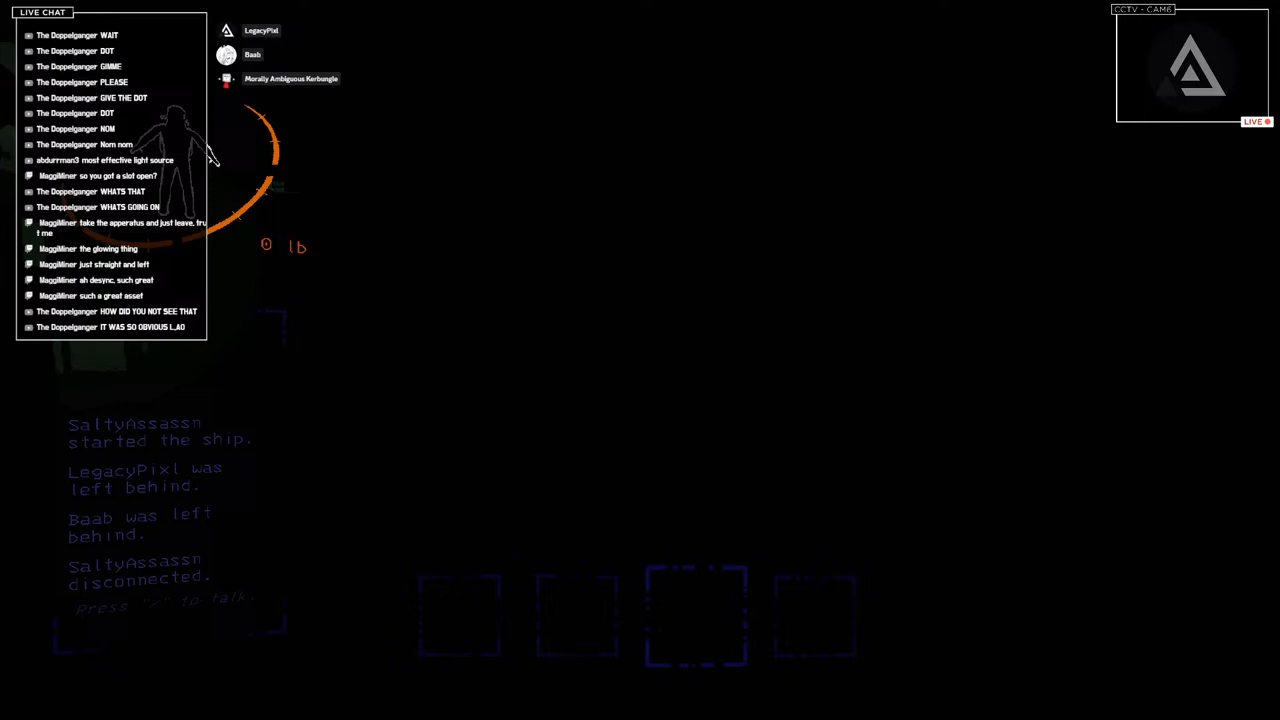 LIVE CHAT
The Doppelganger WAIT
The Doppelganger DOT
The Doppelganger GIMME
The Doppelganger PLEASE
The Doppelganger GIVE THE DOT
The Doppelganger DOT
The Doppelganger NOM
The Doppelganger Nom nom
abdurrman3 most effective light source
MaggiMiner so you got a slot open?
The Doppelganger WHATS THAT
The Doppelganger WHATS GOING ON
MaggiMiner take the apparatus and just leave, tru
t me
MaggiMiner the glowing thing
MaggiMiner just straight and left
MaggiMiner ah desync, such great
MaggiMiner such a great asset
The Doppelganger HOW DID YOU NOT SEE THAT
The Doppelganger IT WAS SO OBVIOUS L,AO
LegacyPixl
Baab
Morally Ambiguous Kerbungle
CCTV - CAM6
LIVE
0 lb
SaltyAssassn
started the ship.
LegacyPixl was
left behind.
Baab was left
behind.
SaltyAssassn
disconnected.
Press "/" to talk.